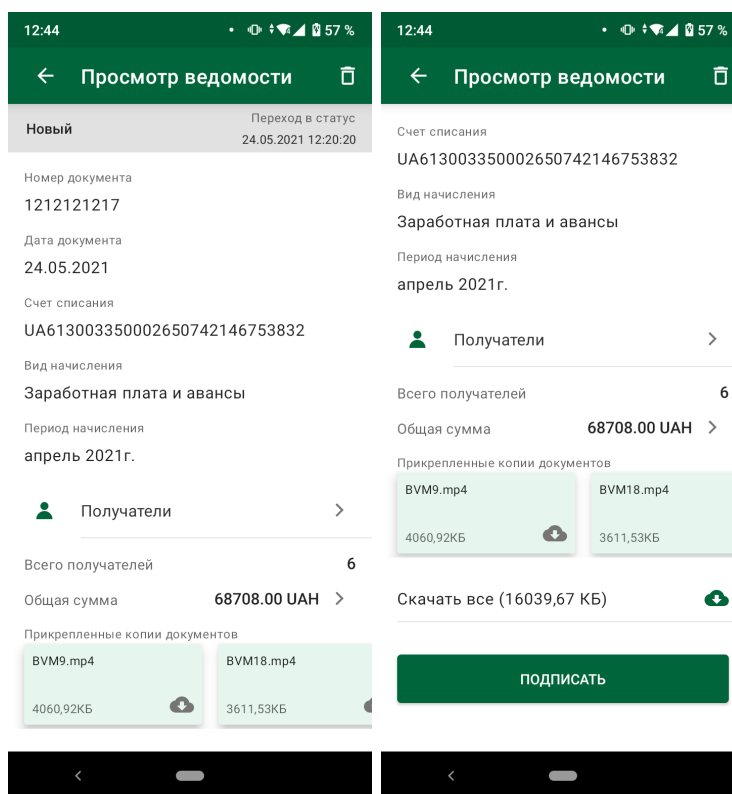 12:44
57 %
Просмотр ведомости
Новый
Переход в статус
24.05.2021 12:20:20
Номер документа
1212121217
Дата документа
24.05.2021
Счет списания
UA613003350002650742146753832
Вид начисления
Заработная плата и авансы
Период начисления
апрель 2021г.
Получатели
Всего получателей
6
Общая сумма
68708.00 UAH
Прикрепленные копии документов
BVM9.mp4
BVM18.mp4
4060,92КБ
3611,53КБ
12:44
57 %
Просмотр ведомости
Счет списания
UA613003350002650742146753832
Вид начисления
Заработная плата и авансы
Период начисления
апрель 2021г.
Получатели
Всего получателей
6
Общая сумма
68708.00 UAH
Прикрепленные копии документов
BVM9.mp4
BVM18.mp4
4060,92КБ
3611,53КБ
Скачать все (16039,67 КБ)
ПОДПИСАТЬ